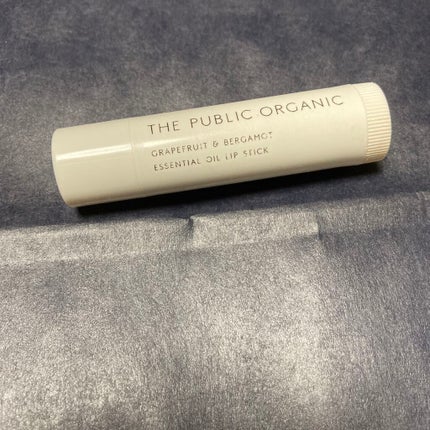 THE PUBLIC ORGANIC
GRAPEFRUIT & BERGAMOT
ESSENTIAL OIL LIP STICK